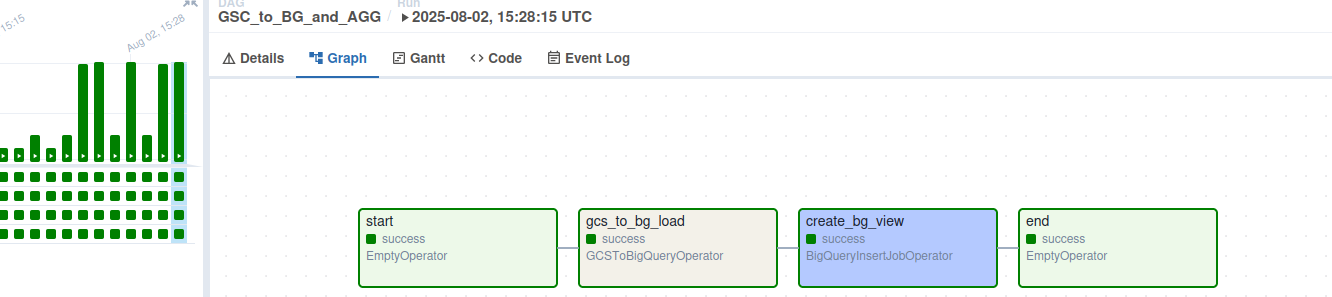 15:15
Aug 02, 15:28
DAG
Run
GSC_to_BG_and_AGG / 2025-08-02, 15:28:15 UTC
Details Graph Gantt Code Event Log
start
success
EmptyOperator
gcs_to_bg_load
success
GCSToBigQueryOperator
create_bg_view
success
BigQueryInsertJobOperator
end
success
EmptyOperator